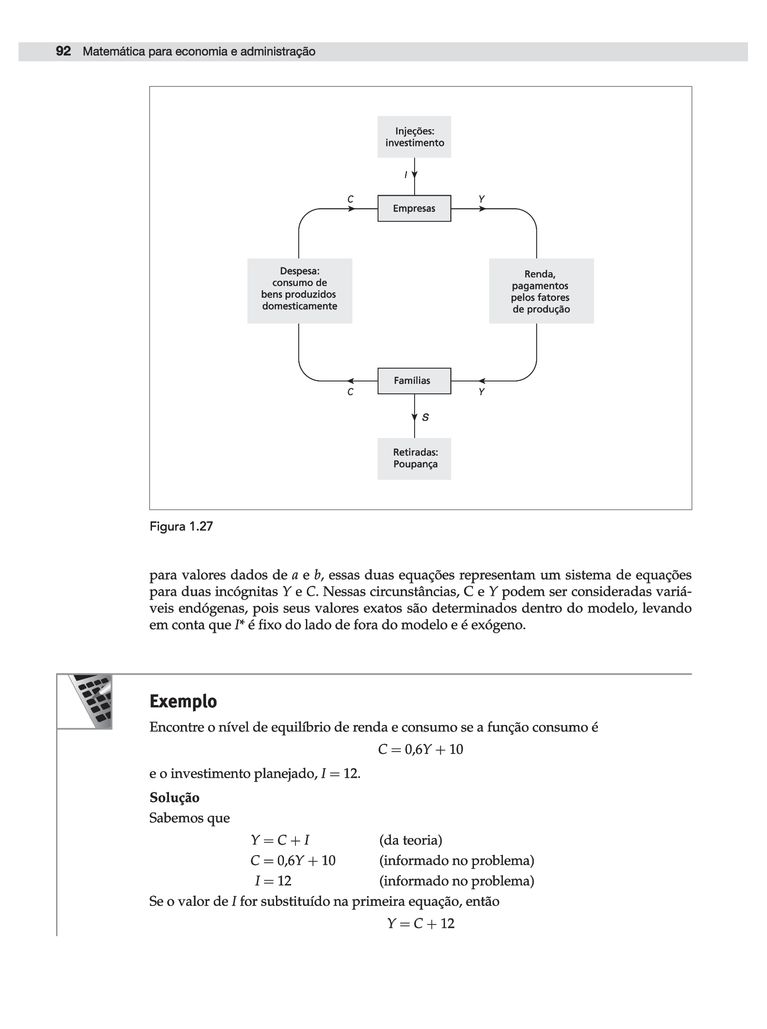 92 Matemática para economia e administração
Injeções:
investimento
I
C
Y
Empresas
Despesa:
consumo de
bens produzidos
domesticamente
Renda,
pagamentos
pelos fatores
de produção
Famílias
C
Y
S
Retiradas:
Poupança
Figura 1.27
para valores dados de a e b, essas duas equações representam um sistema de equações
para duas incógnitas Y e C. Nessas circunstâncias, C e Y podem ser consideradas variá-
veis endógenas, pois seus valores exatos são determinados dentro do modelo, levando
em conta que I* é fixo do lado de fora do modelo e é exógeno.
Exemplo
Encontre o nível de equilíbrio de renda e consumo se a função consumo é
C = 0,6Y + 10
e o investimento planejado, I = 12.
Solução
Sabemos que
Y = C + I (da teoria)
C = 0,6Y + 10 (informado no problema)
I = 12 (informado no problema)
Se o valor de I for substituído na primeira equação, então
Y = C + 12